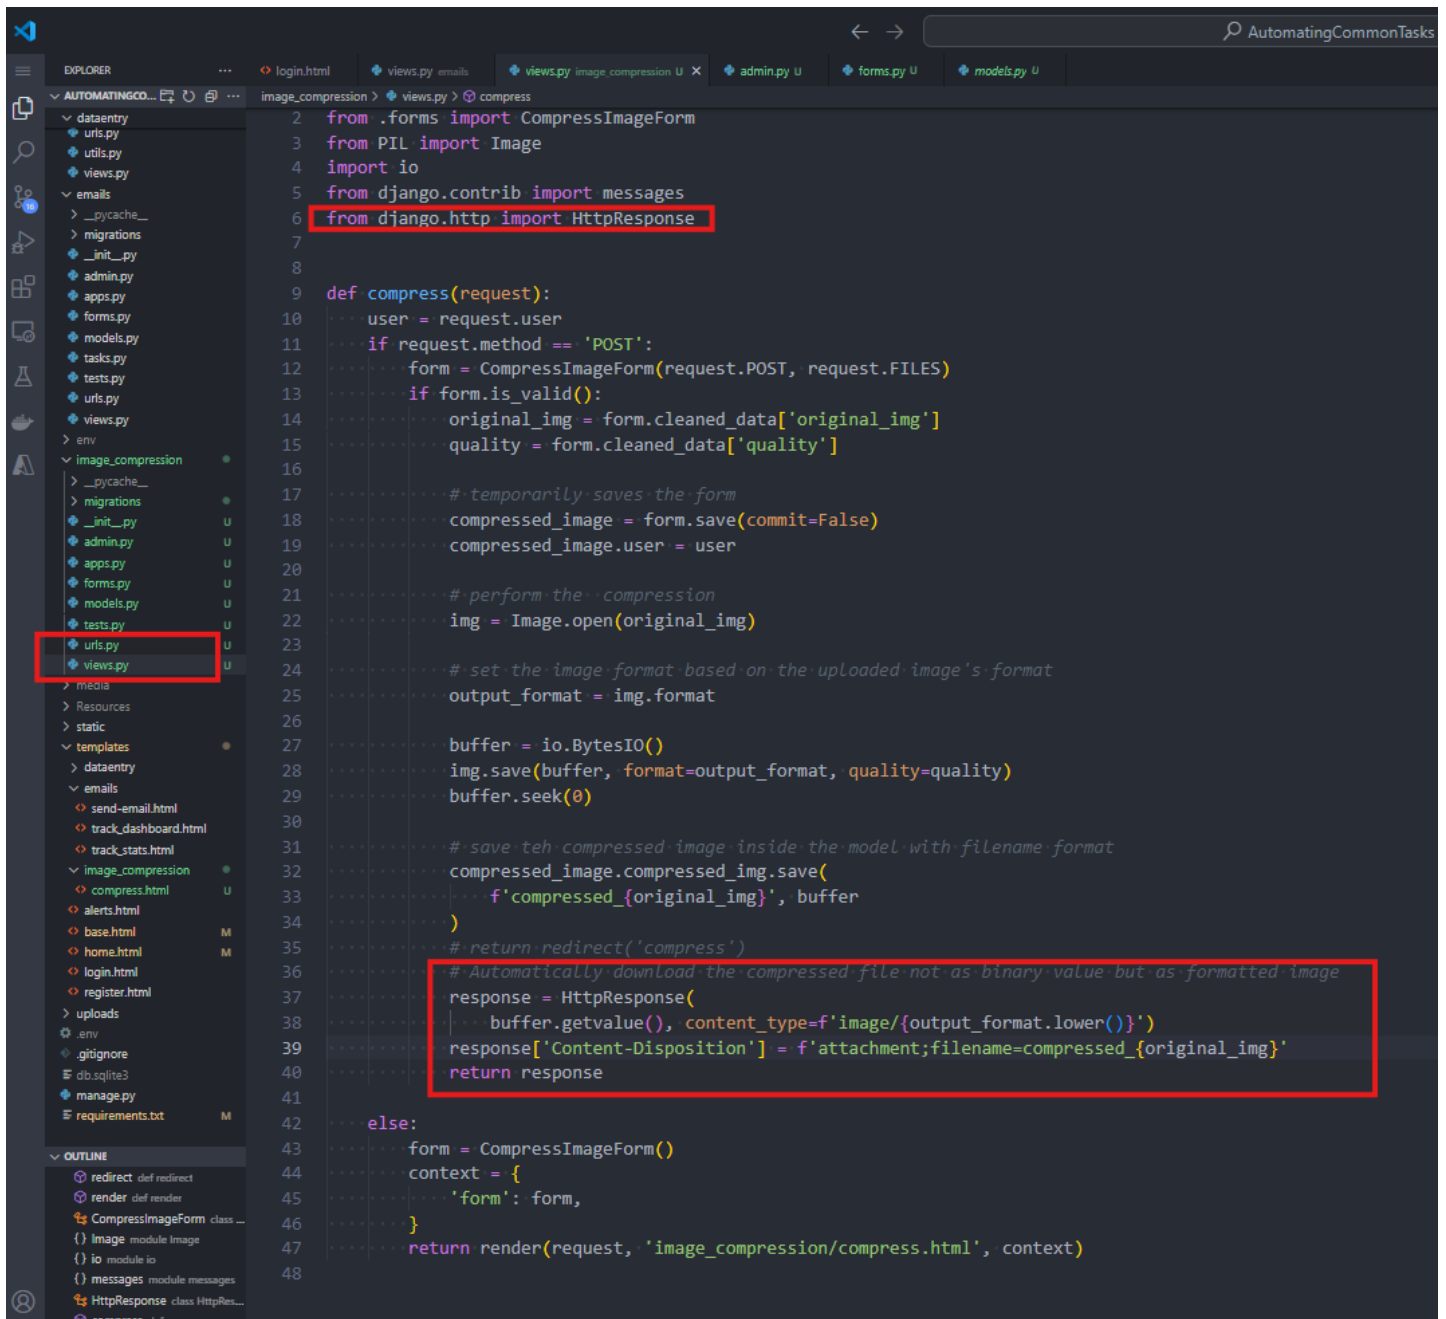 AutomatingCommonTasks
login.html
views.py emails
views.py image_compression U
admin.py U
forms.py U
models.py U
EXPLORER
AUTOMATINGCO...
image_compression > views.py > compress
dataentry
urls.py
utils.py
views.py
emails
__pycache__
migrations
__init__.py
admin.py
apps.py
forms.py
models.py
tasks.py
tests.py
urls.py
views.py
env
image_compression
__pycache__
migrations
__init__.py U
admin.py U
apps.py U
forms.py U
models.py U
tests.py U
urls.py U
views.py U
media
Resources
static
templates
dataentry
emails
send-email.html
track_dashboard.html
track_stats.html
image_compression
compress.html U
alerts.html
base.html M
home.html M
login.html
register.html
uploads
.env
.gitignore
db.sqlite3
manage.py
requirements.txt M
OUTLINE
redirect def redirect
render def render
CompressImageForm class ...
Image module Image
io module io
messages module messages
HttpResponse class HttpRes...
16
2 from .forms import CompressImageForm
3 from PIL import Image
4 import io
5 from django.contrib import messages
6 from django.http import HttpResponse
7
8
9 def compress(request):
10 user = request.user
11 if request.method == 'POST':
12 form = CompressImageForm(request.POST, request.FILES)
13 if form.is_valid():
14 original_img = form.cleaned_data['original_img']
15 quality = form.cleaned_data['quality']
16
17 # temporarily saves the form
18 compressed_image = form.save(commit=False)
19 compressed_image.user = user
20
21 # perform the  compression
22 img = Image.open(original_img)
23
24 # set the image format based on the uploaded image's format
25 output_format = img.format
26
27 buffer = io.BytesIO()
28 img.save(buffer, format=output_format, quality=quality)
29 buffer.seek(0)
30
31 # save teh compressed image inside the model with filename format
32 compressed_image.compressed_img.save(
33 f'compressed_{original_img}', buffer
34 )
35 # return redirect('compress')
36 # Automatically download the compressed file not as binary value but as formatted image
37 response = HttpResponse(
38 buffer.getvalue(), content_type=f'image/{output_format.lower()}')
39 response['Content-Disposition'] = f'attachment;filename=compressed_{original_img}'
40 return response
41
42 else:
43 form = CompressImageForm()
44 context = {
45 'form': form,
46 }
47 return render(request, 'image_compression/compress.html', context)
48